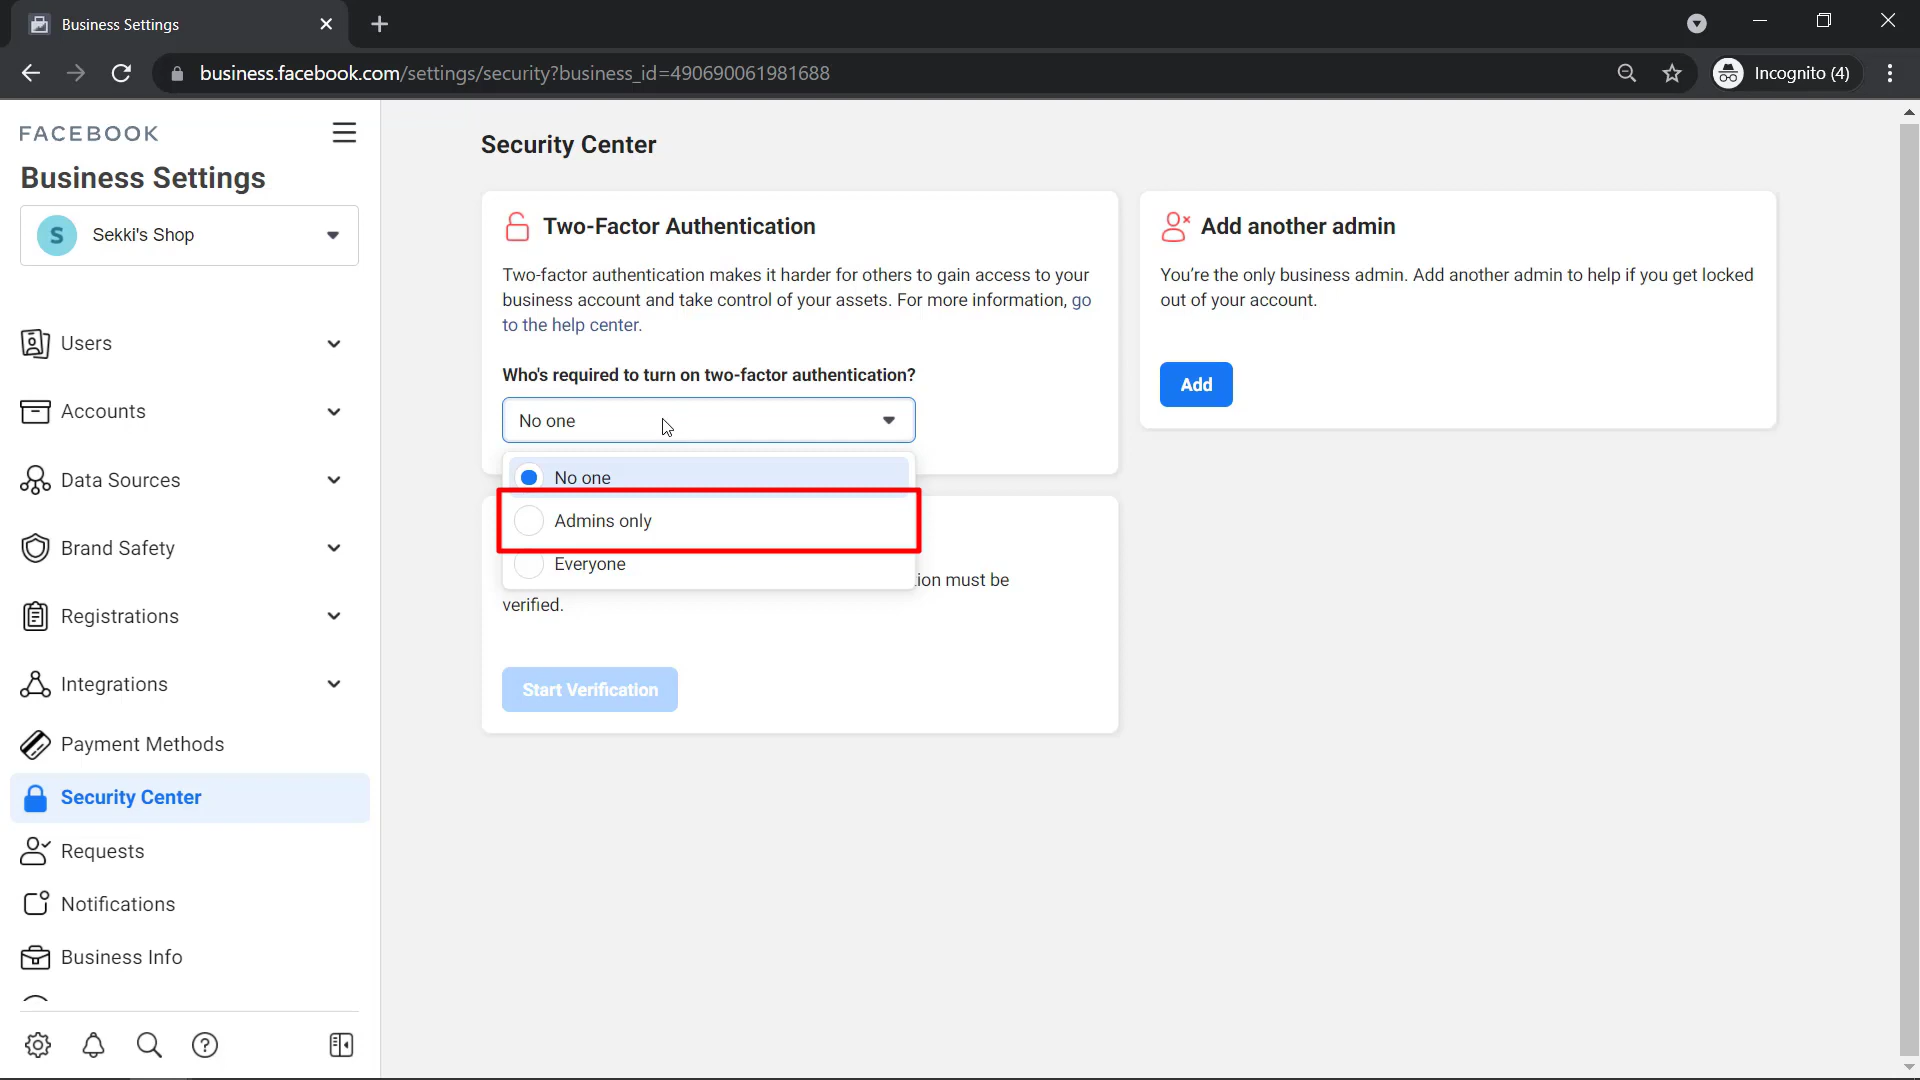 Business Settings
business.facebook.com/settings/security?business_id=490690061981688
Incognito (4)
FACEBOOK
Business Settings
S
Sekki's Shop
Users
Accounts
Data Sources
Brand Safety
Registrations
Integrations
Payment Methods
Security Center
Requests
Notifications
Business Info
Security Center
Two-Factor Authentication
Two-factor authentication makes it harder for others to gain access to your
business account and take control of your assets. For more information, go
to the help center.
Who's required to turn on two-factor authentication?
No one
No one
Admins only
Everyone
ion must be
verified.
Start Verification
Add another admin
You're the only business admin. Add another admin to help if you get locked
out of your account.
Add